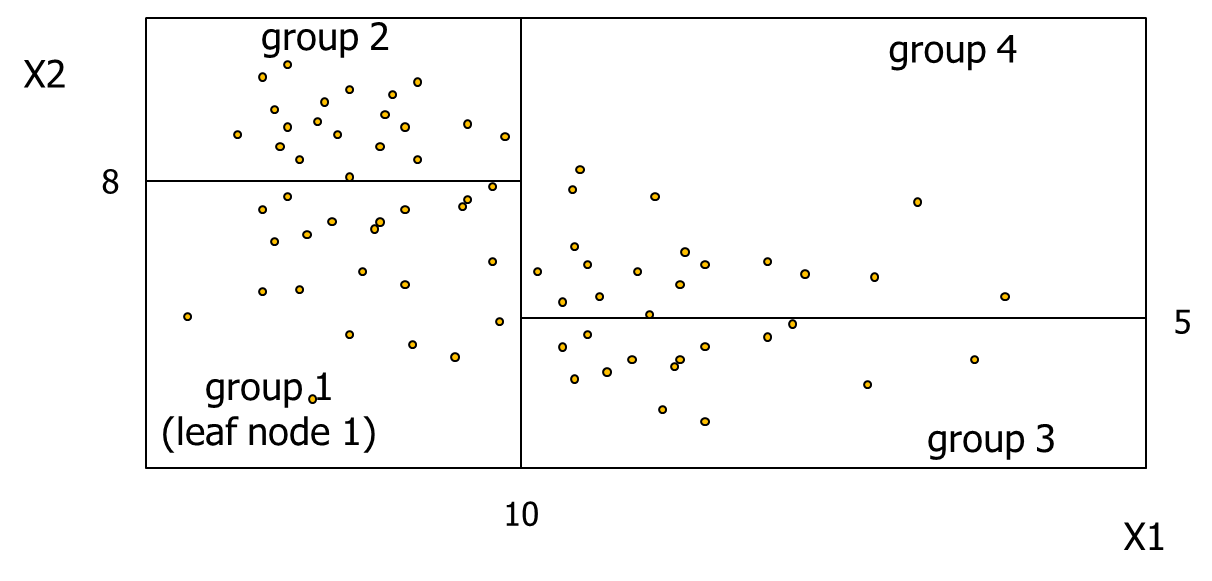 group 2
group 4
X2
8
5
group 1
(leaf node 1)
group 3
10
X1